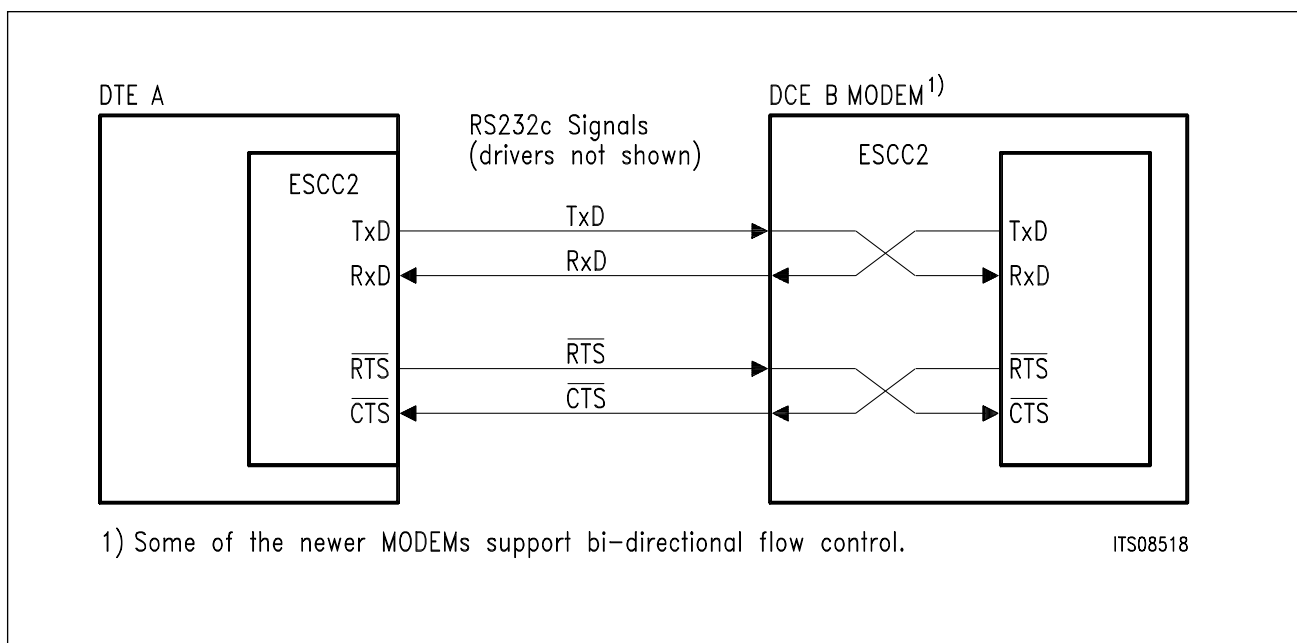 DTE A
DCE B MODEM1)
RS232c Signals
(drivers not shown)
ESCC2
ESCC2
TxD
TxD
TxD
RxD
RxD
RxD
RTS
RTS
RTS
CTS
CTS
CTS
1) Some of the newer MODEMs support bi-directional flow control.
ITS08518